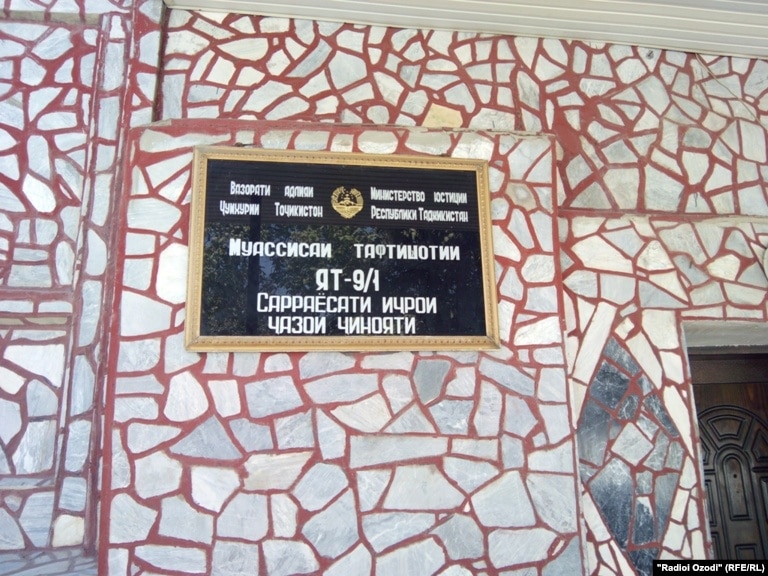 Вазорати адлияи
Ҷумҳурии Тоҷикистон
Министерство юстиции
Республики Таджикистан
Муассисаи тафтишотии
ЯТ-9/1
Сарраёсати иҷрои
ҷазои ҷиноятӣ
"Radioi Ozodi" (RFE/RL)